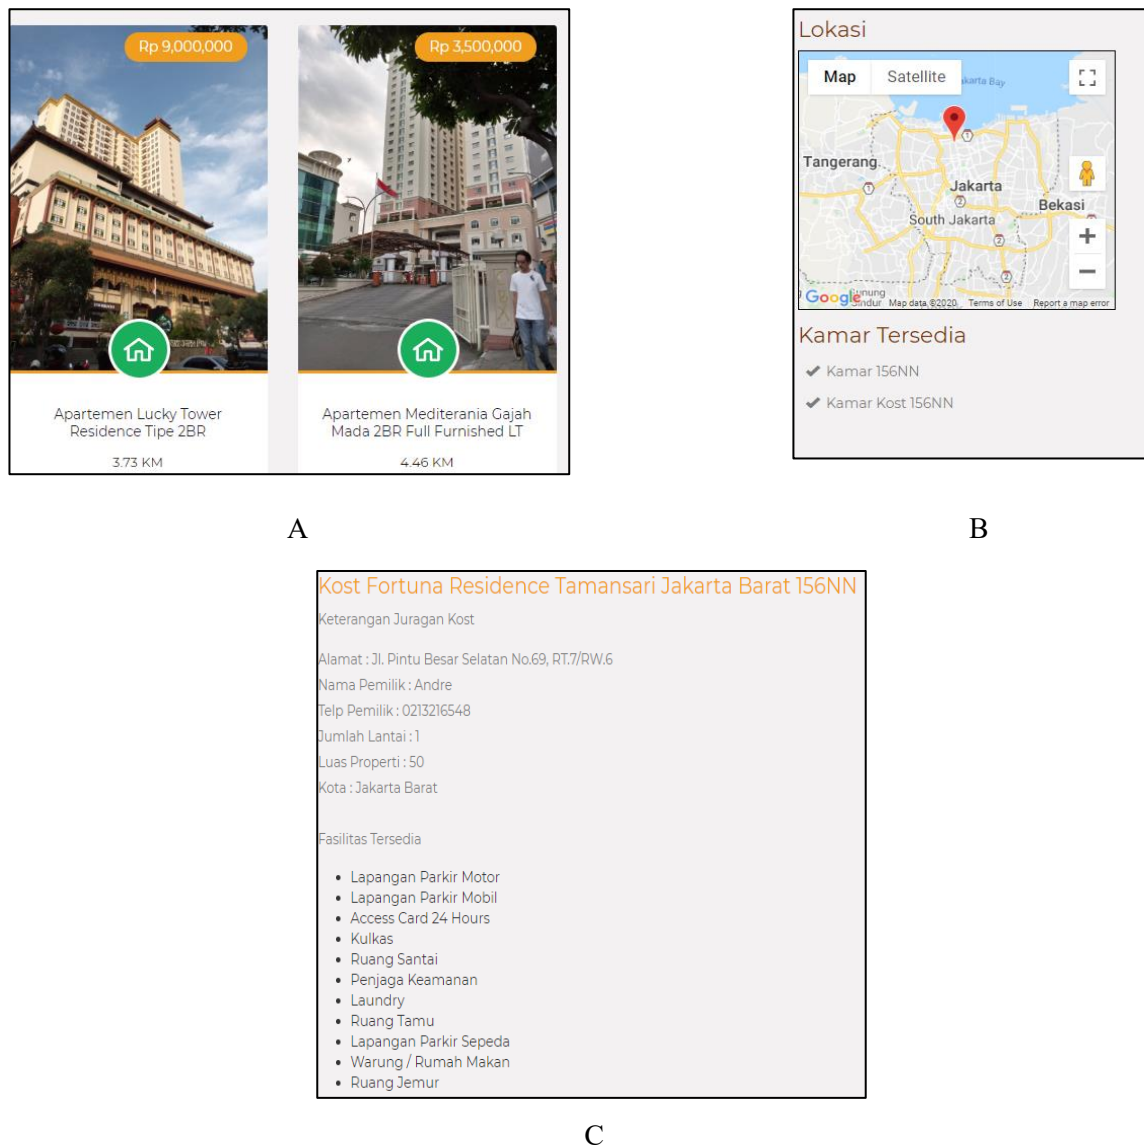 Rp 9,000,000
Rp 3,500,000
Apartemen Lucky Tower
Residence Tipe 2BR
3.73 KM
Apartemen Mediterania Gajah
Mada 2BR Full Furnished LT
4.46 KM
A
Lokasi
Map Satellite
Jakarta Bay
Tangerang
Jakarta
Bekasi
South Jakarta
Google
Map data ©2020 Terms of Use Report a map error
Kamar Tersedia
Kamar 156NN
Kamar Kost 156NN
B
Kost Fortuna Residence Tamansari Jakarta Barat 156NN
Keterangan Juragan Kost
Alamat : Jl. Pintu Besar Selatan No.69, RT.7/RW.6
Nama Pemilik : Andre
Telp Pemilik : 0213216548
Jumlah Lantai : 1
Luas Properti : 50
Kota : Jakarta Barat
Fasilitas Tersedia
• Lapangan Parkir Motor
• Lapangan Parkir Mobil
• Access Card 24 Hours
• Kulkas
• Ruang Santai
• Penjaga Keamanan
• Laundry
• Ruang Tamu
• Lapangan Parkir Sepeda
• Warung / Rumah Makan
• Ruang Jemur
C